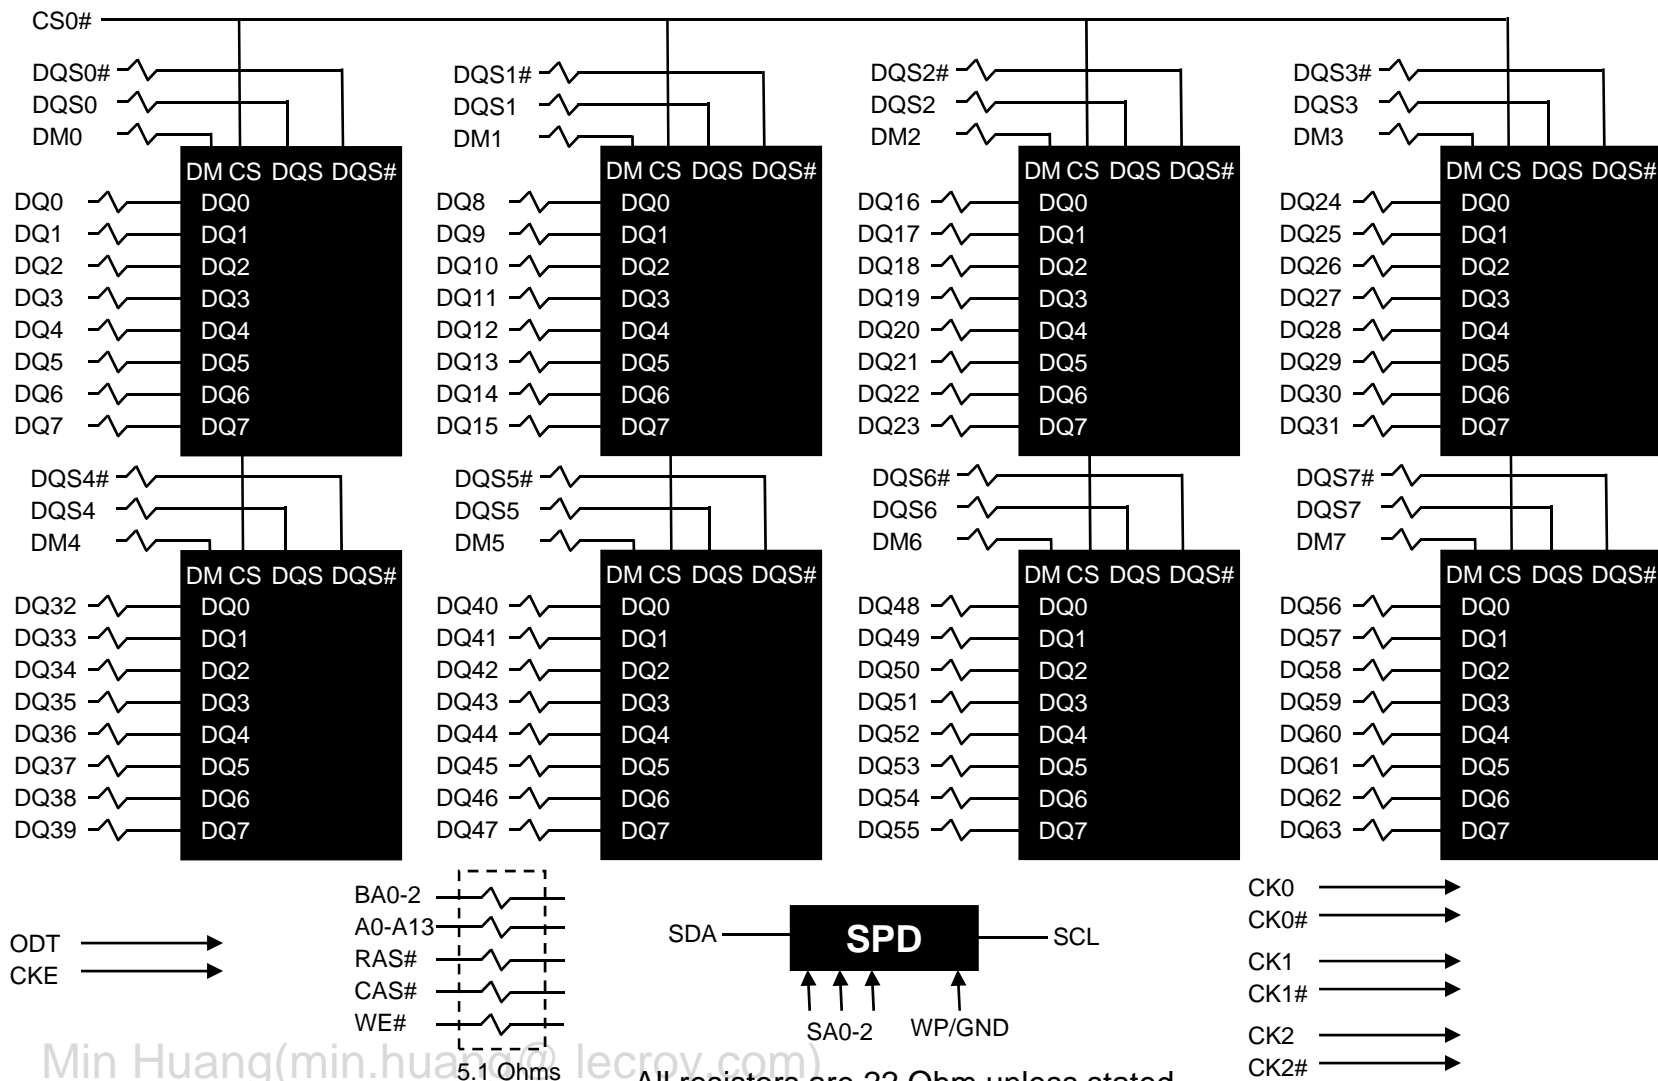 CS0#
DQS0#
DQS0
DM0
DM CS DQS DQS#
DQ0 DQ0
DQ1 DQ1
DQ2 DQ2
DQ3 DQ3
DQ4 DQ4
DQ5 DQ5
DQ6 DQ6
DQ7 DQ7
DQS1#
DQS1
DM1
DM CS DQS DQS#
DQ8 DQ0
DQ9 DQ1
DQ10 DQ2
DQ11 DQ3
DQ12 DQ4
DQ13 DQ5
DQ14 DQ6
DQ15 DQ7
DQS2#
DQS2
DM2
DM CS DQS DQS#
DQ16 DQ0
DQ17 DQ1
DQ18 DQ2
DQ19 DQ3
DQ20 DQ4
DQ21 DQ5
DQ22 DQ6
DQ23 DQ7
DQS3#
DQS3
DM3
DM CS DQS DQS#
DQ24 DQ0
DQ25 DQ1
DQ26 DQ2
DQ27 DQ3
DQ28 DQ4
DQ29 DQ5
DQ30 DQ6
DQ31 DQ7
DQS4#
DQS4
DM4
DM CS DQS DQS#
DQ32 DQ0
DQ33 DQ1
DQ34 DQ2
DQ35 DQ3
DQ36 DQ4
DQ37 DQ5
DQ38 DQ6
DQ39 DQ7
DQS5#
DQS5
DM5
DM CS DQS DQS#
DQ40 DQ0
DQ41 DQ1
DQ42 DQ2
DQ43 DQ3
DQ44 DQ4
DQ45 DQ5
DQ46 DQ6
DQ47 DQ7
DQS6#
DQS6
DM6
DM CS DQS DQS#
DQ48 DQ0
DQ49 DQ1
DQ50 DQ2
DQ51 DQ3
DQ52 DQ4
DQ53 DQ5
DQ54 DQ6
DQ55 DQ7
DQS7#
DQS7
DM7
DM CS DQS DQS#
DQ56 DQ0
DQ57 DQ1
DQ58 DQ2
DQ59 DQ3
DQ60 DQ4
DQ61 DQ5
DQ62 DQ6
DQ63 DQ7
ODT
CKE
BA0-2
A0-A13
RAS#
CAS#
WE#
5.1 Ohms
SDA SPD SCL
SA0-2 WP/GND
CK0
CK0#
CK1
CK1#
CK2
CK2#
Min Huang(min.huang@ lecroy.com)
All resistors are 22 Ohm unless stated